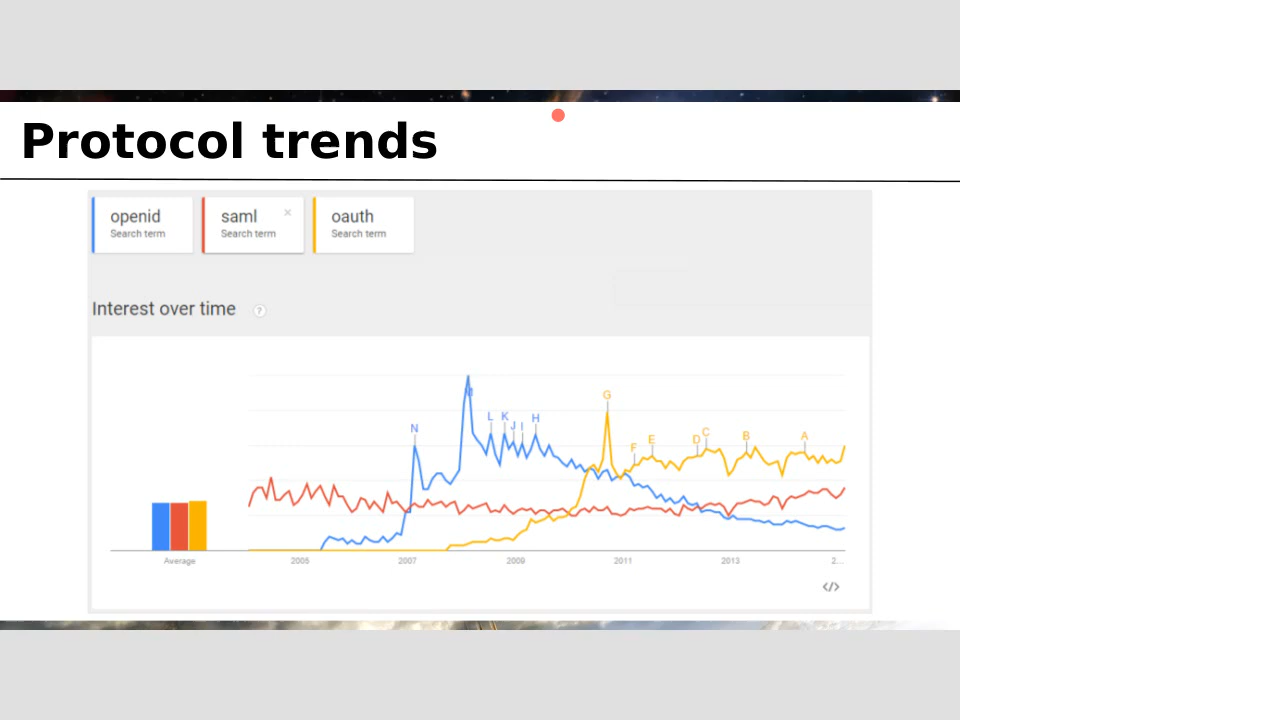 Protocol trends
openid saml × oauth
Search term Search term Search term
Interest over time ?
G
M
N L K J I H F E D C B A
Average 2005 2007 2009 2011 2013 2...
</>